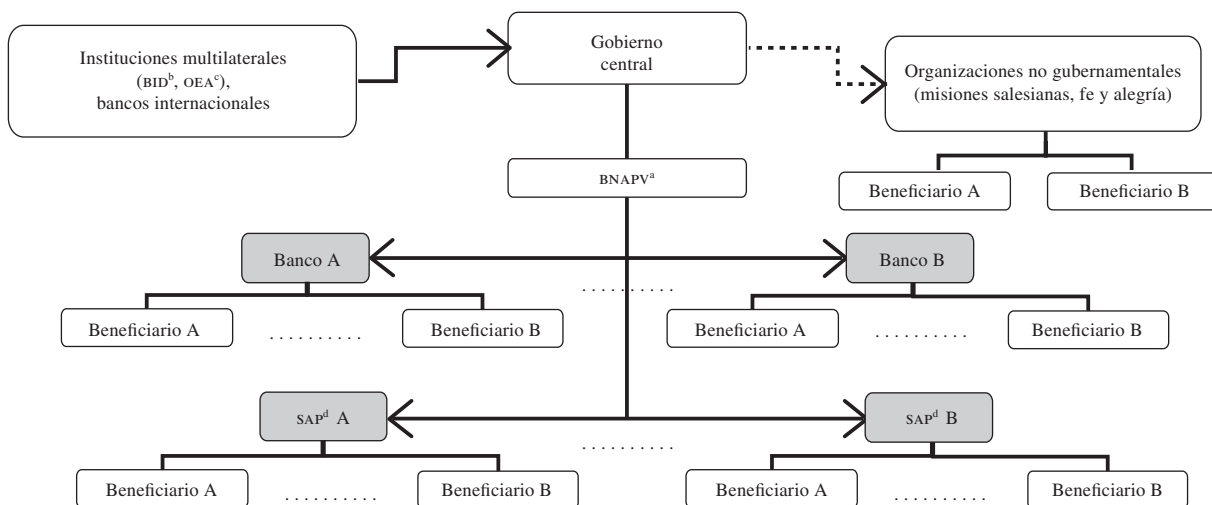 Instituciones multilaterales
(BIDᵇ, OEAᶜ),
bancos internacionales
Gobierno
central
Organizaciones no gubernamentales
(misiones salesianas, fe y alegría)
BNAPVᵃ
Beneficiario A
Beneficiario B
Banco A
Banco B
. . . . . . . . . .
Beneficiario A
. . . . . . . . . .
Beneficiario B
Beneficiario A
. . . . . . . . . .
Beneficiario B
SAPᵈ A
SAPᵈ B
. . . . . . . . . .
Beneficiario A
. . . . . . . . . .
Beneficiario B
Beneficiario A
. . . . . . . . . .
Beneficiario B